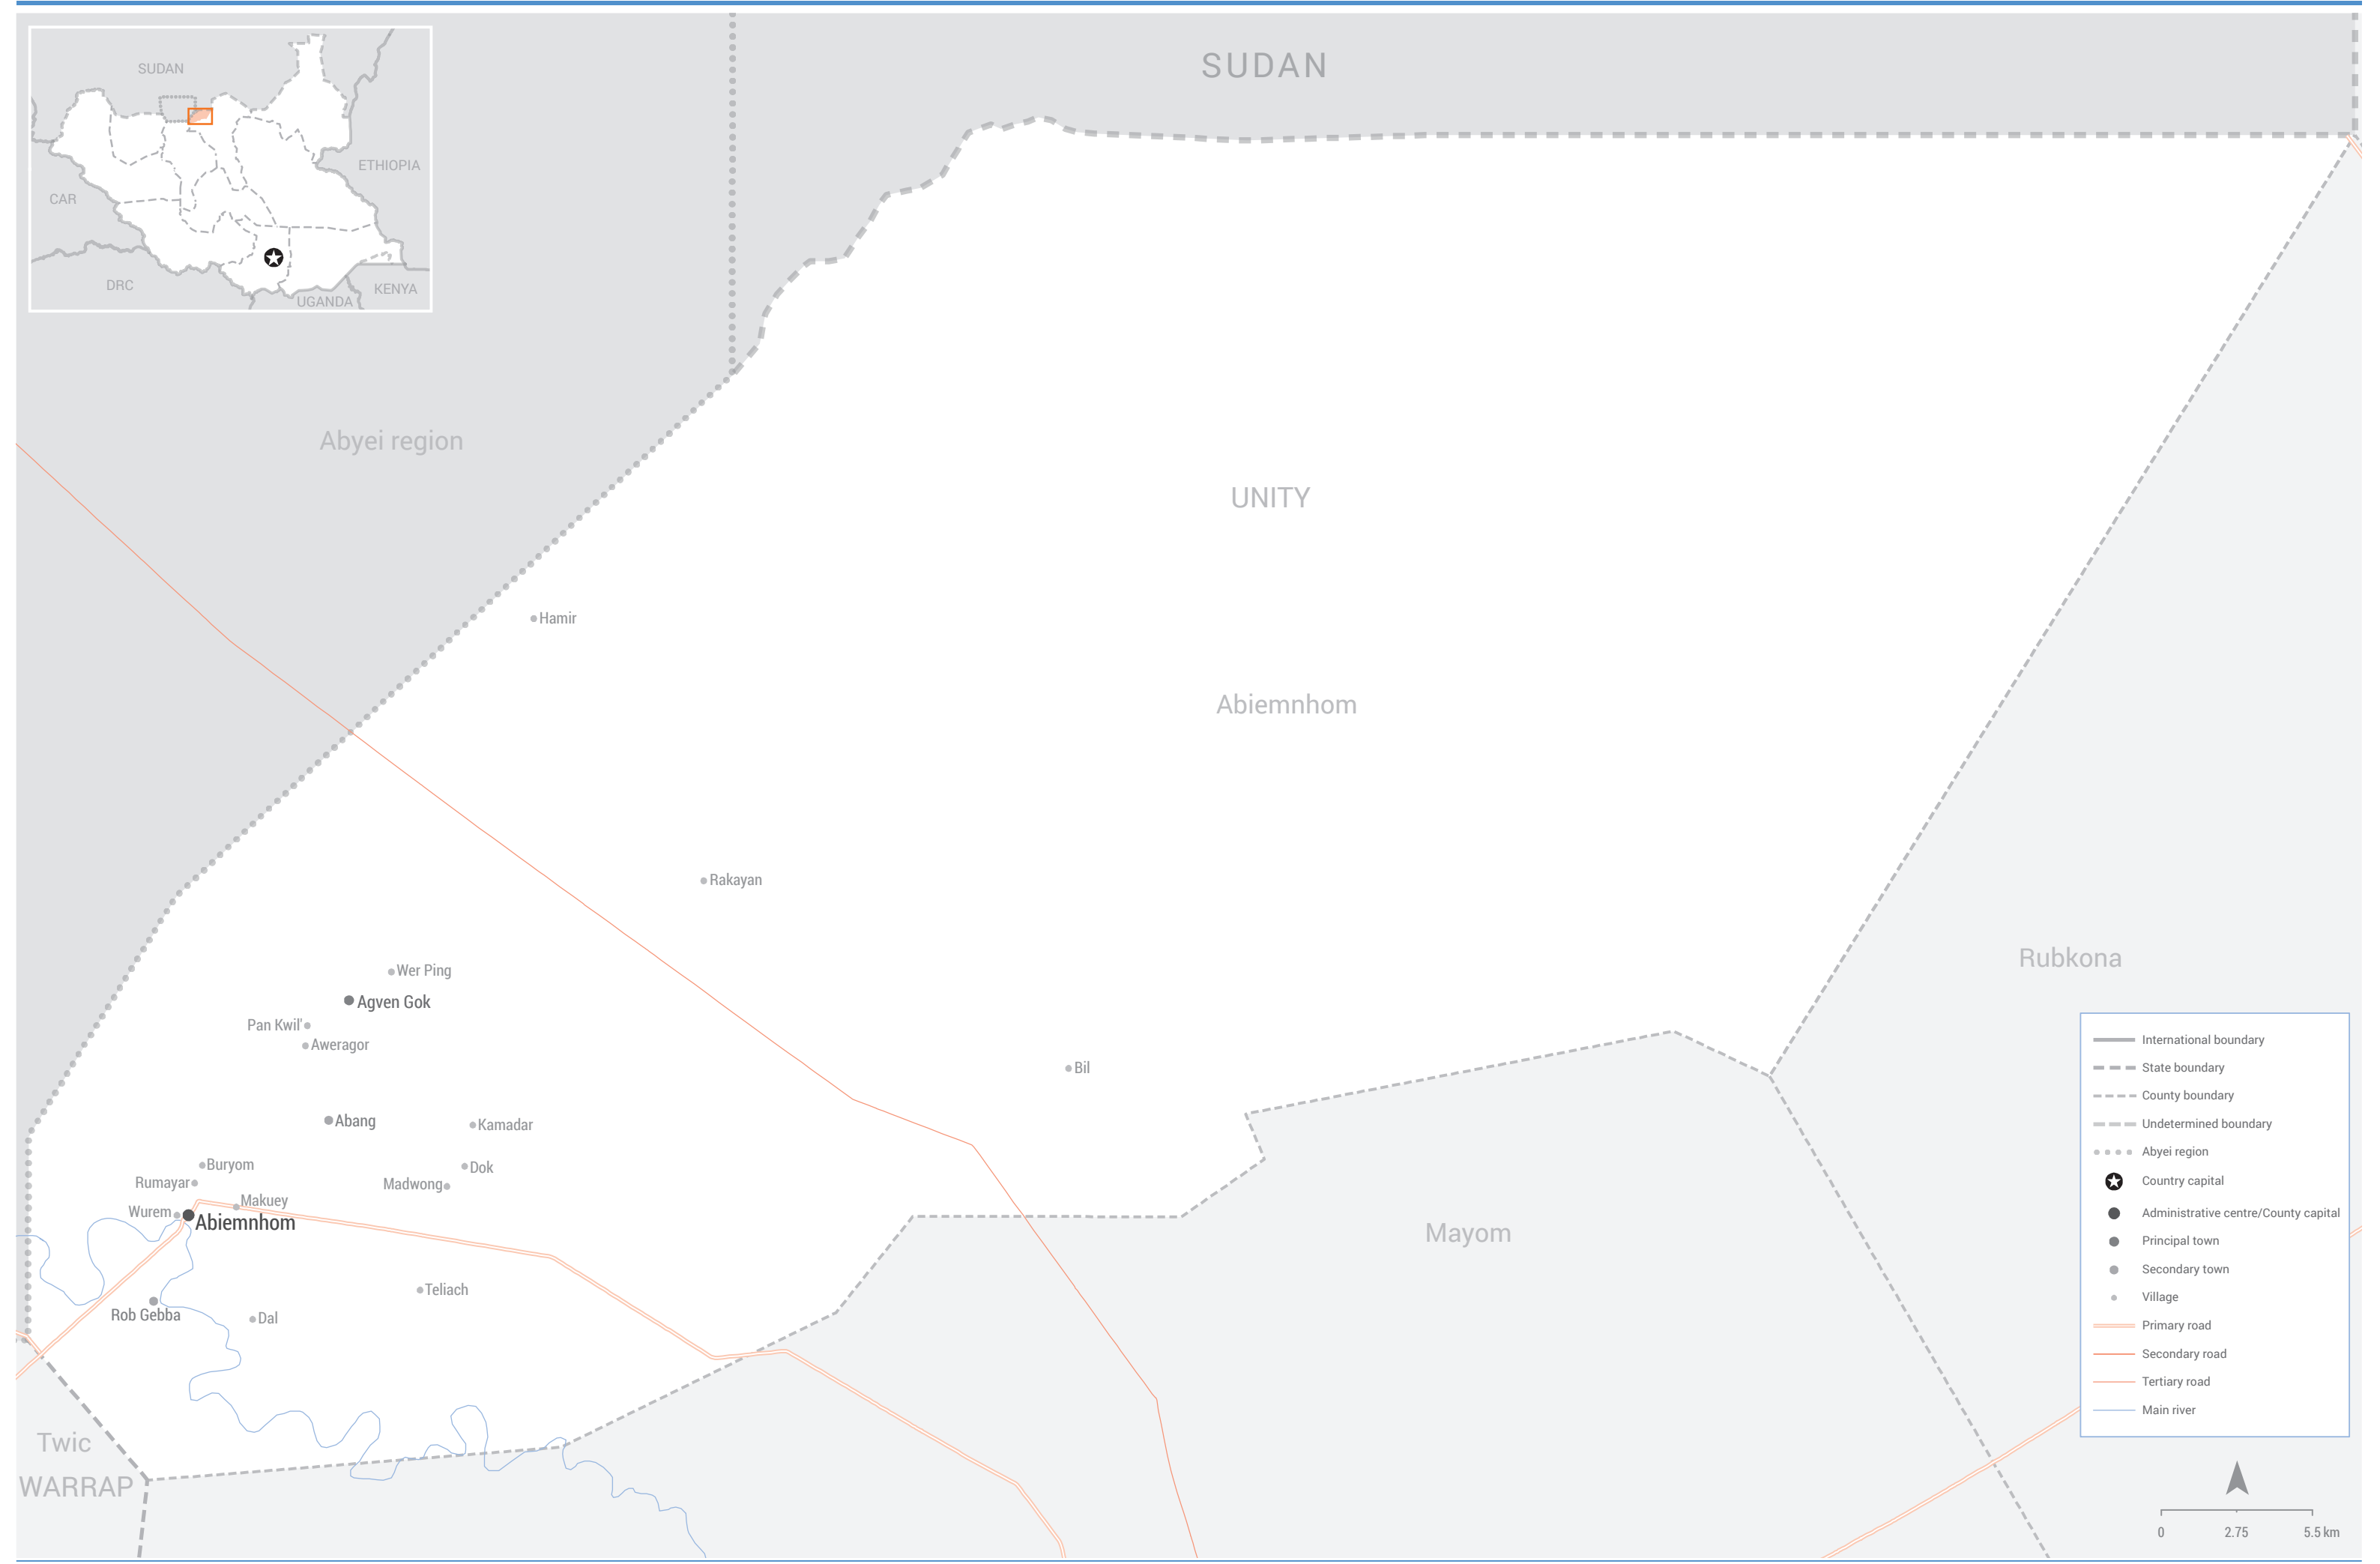 SUDAN
SUDAN
ETHIOPIA
CAR
DRC
KENYA
UGANDA
Abyei region
UNITY
Hamir
Abiemnhom
Rakayan
Rubkona
Wer Ping
Agven Gok
Pan Kwil'
Aweragor
Bil
Abang
Kamadar
Buryom
Dok
Rumayar
Madwong
Makuey
Wurem
Abiemnhom
Mayom
Teliach
Rob Gebba
Dal
Twic
WARRAP
International boundary
State boundary
County boundary
Undetermined boundary
Abyei region
Country capital
Administrative centre/County capital
Principal town
Secondary town
Village
Primary road
Secondary road
Tertiary road
Main river
0 2.75 5.5 km